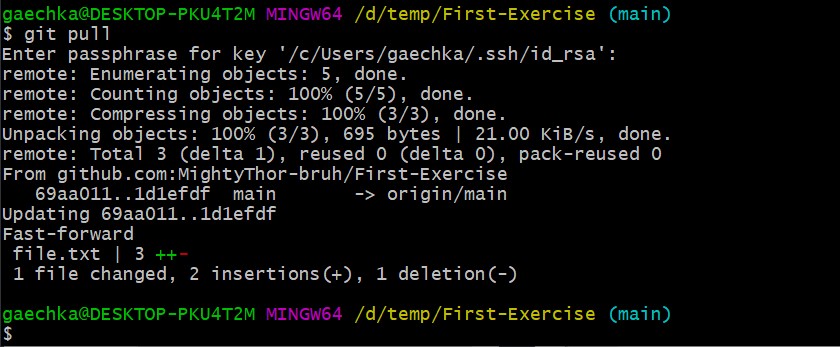 gaechka@DESKTOP-PKU4T2M MINGW64 /d/temp/First-Exercise (main)
$ git pull
Enter passphrase for key '/c/Users/gaechka/.ssh/id_rsa':
remote: Enumerating objects: 5, done.
remote: Counting objects: 100% (5/5), done.
remote: Compressing objects: 100% (3/3), done.
Unpacking objects: 100% (3/3), 695 bytes | 21.00 KiB/s, done.
remote: Total 3 (delta 1), reused 0 (delta 0), pack-reused 0
From github.com:MightyThor-bruh/First-Exercise
   69aa011..1d1efdf  main       -> origin/main
Updating 69aa011..1d1efdf
Fast-forward
 file.txt | 3 ++-
 1 file changed, 2 insertions(+), 1 deletion(-)
gaechka@DESKTOP-PKU4T2M MINGW64 /d/temp/First-Exercise (main)
$